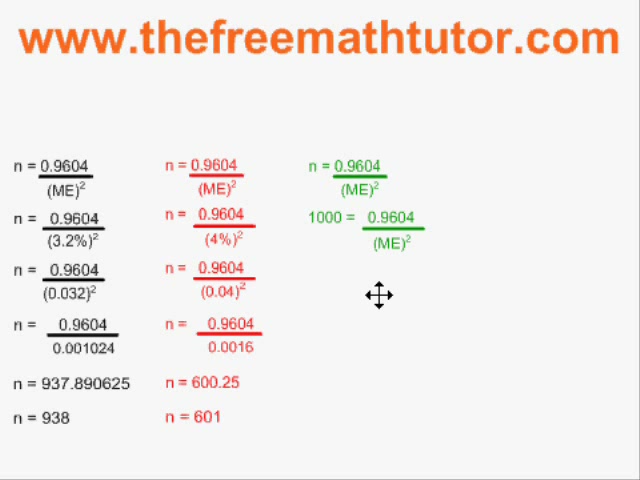 www.thefreemathtutor.com
n = 0.9604
(ME)²
n = 0.9604
(3.2%)²
n = 0.9604
(0.032)²
n = 0.9604
0.001024
n = 937.890625
n = 938
n = 0.9604
(ME)²
n = 0.9604
(4%)²
n = 0.9604
(0.04)²
n = 0.9604
0.0016
n = 600.25
n = 601
n = 0.9604
(ME)²
1000 = 0.9604
(ME)²